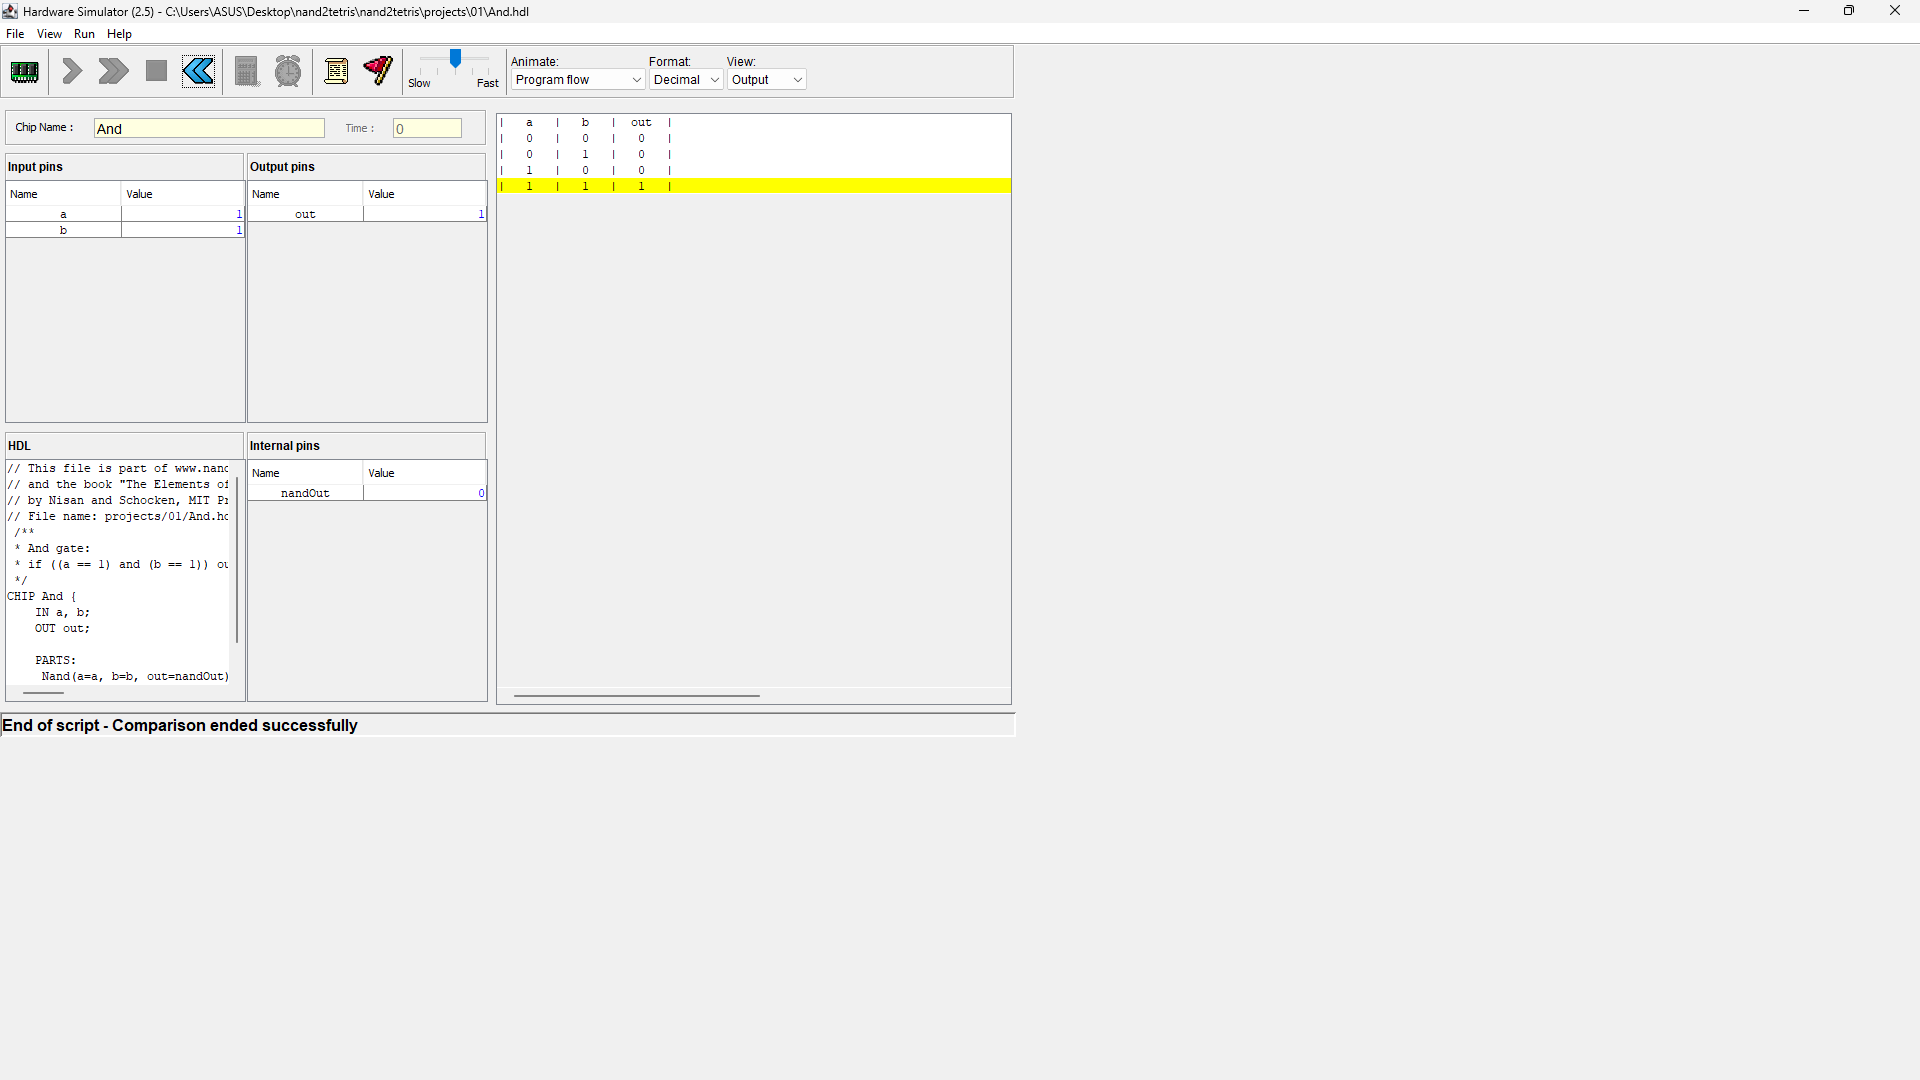 Hardware Simulator (2.5) - C:\Users\ASUS\Desktop\nand2tetris\nand2tetris\projects\01\And.hdl
File View Run Help
Slow Fast
Animate: Format: View:
Program flow Decimal Output
Chip Name : And Time : 0
Input pins
Name Value
a 1
b 1
Output pins
Name Value
out 1
HDL
// This file is part of www.nand
// and the book "The Elements of
// by Nisan and Schocken, MIT Pr
// File name: projects/01/And.hd
/**
* And gate:
* if ((a == 1) and (b == 1)) ou
*/
CHIP And {
IN a, b;
OUT out;
PARTS:
Nand(a=a, b=b, out=nandOut)
Internal pins
Name Value
nandOut 0
| a | b | out |
| 0 | 0 | 0 |
| 0 | 1 | 0 |
| 1 | 0 | 0 |
| 1 | 1 | 1 |
End of script - Comparison ended successfully